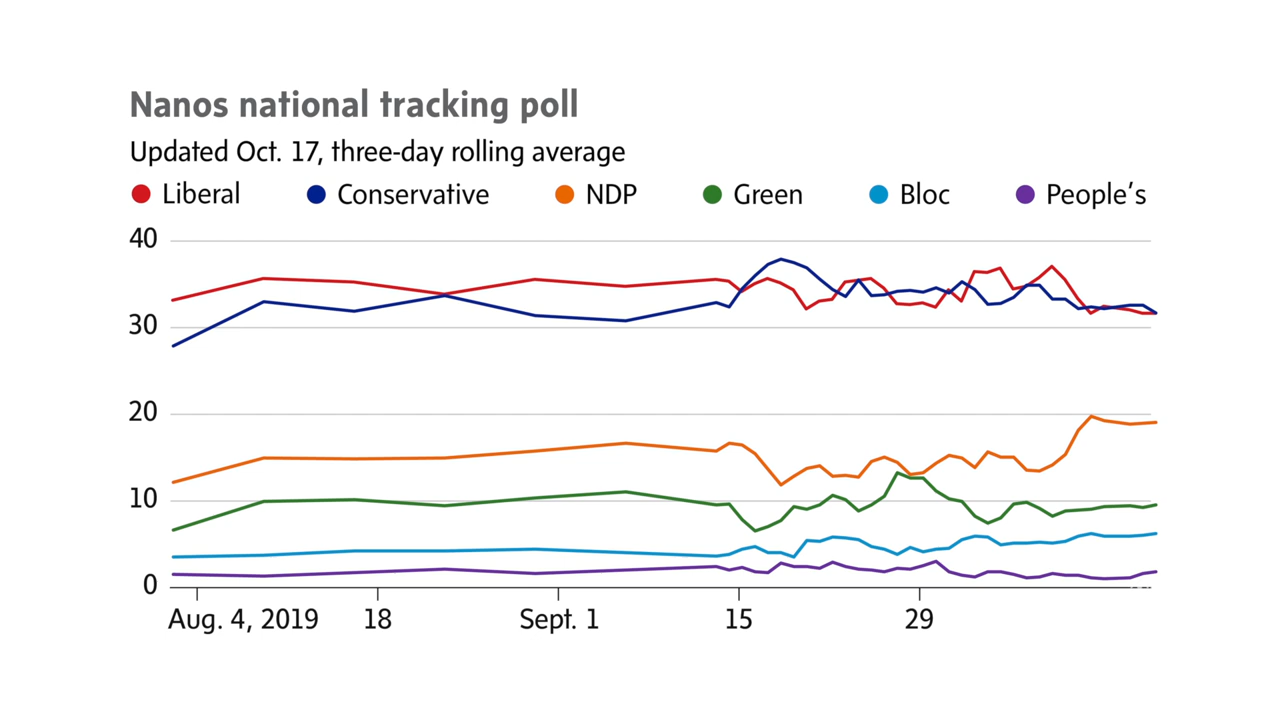 Nanos national tracking poll
Updated Oct. 17, three-day rolling average
Liberal Conservative NDP Green Bloc People's
40
30
20
10
0
Aug. 4, 2019 18 Sept. 1 15 29